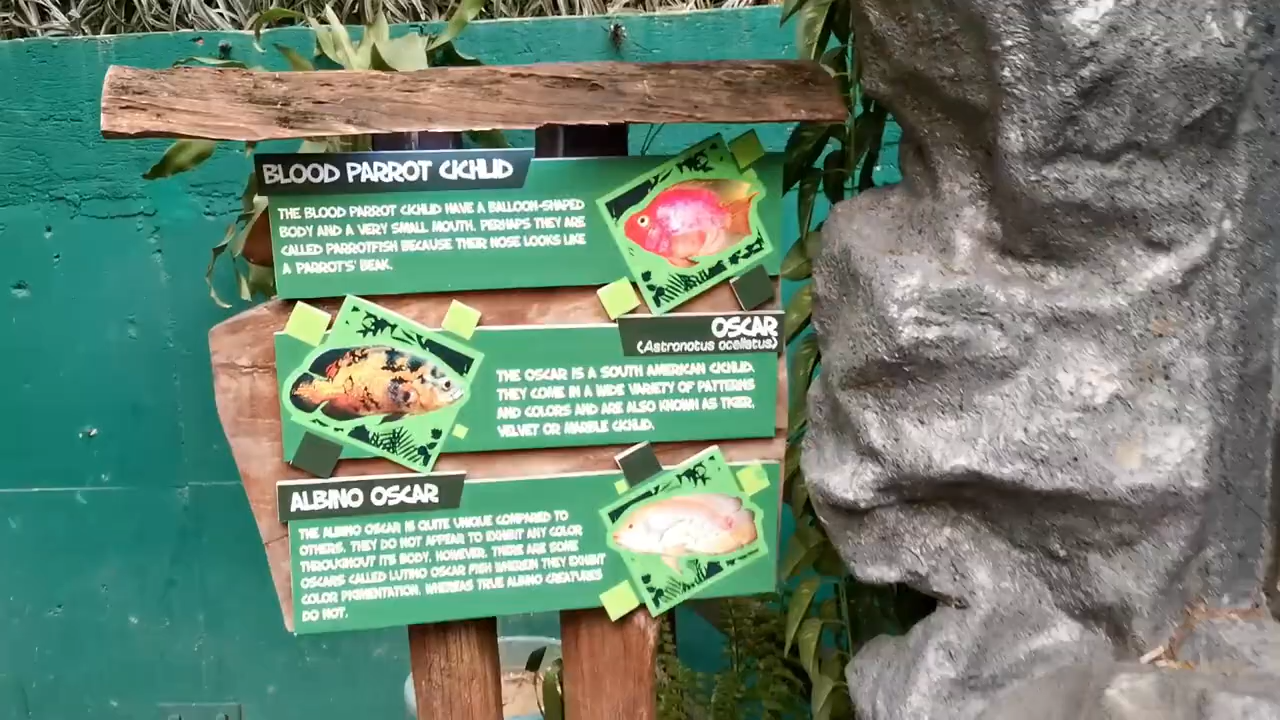 BLOOD PARROT CICHLID
THE BLOOD PARROT CICHLID HAVE A BALLOON-SHAPED
BODY AND A VERY SMALL MOUTH. PERHAPS THEY ARE
CALLED PARROTFISH BECAUSE THEIR NOSE LOOKS LIKE
A PARROTS' BEAK.
OSCAR
(Astronotus ocellatus)
THE OSCAR IS A SOUTH AMERICAN CICHLID.
THEY COME IN A WIDE VARIETY OF PATTERNS
AND COLORS AND ARE ALSO KNOWN AS TIGER,
VELVET OR MARBLE CICHLID.
ALBINO OSCAR
THE ALBINO OSCAR IS QUITE UNIQUE COMPARED TO
OTHERS. THEY DO NOT APPEAR TO EXHIBIT ANY COLOR
THROUGHOUT ITS BODY. HOWEVER, THERE ARE SOME
OSCARS CALLED LUTINO OSCAR FISH WHEREIN THEY EXHIBIT
COLOR PIGMENTATION, WHEREAS TRUE ALBINO CREATURES
DO NOT.